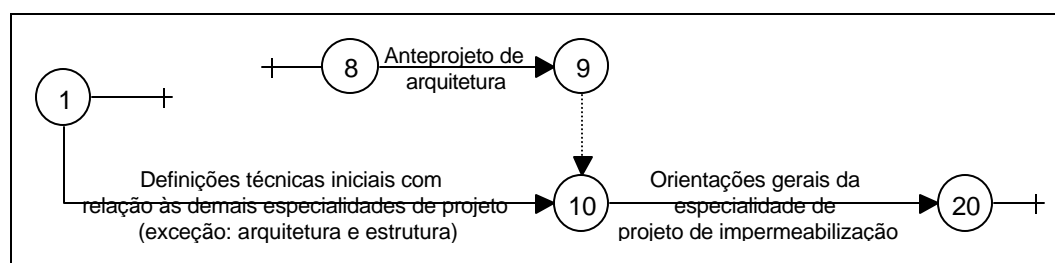 8
Anteprojeto de
arquitetura
9
1
Definições técnicas iniciais com
relação às demais especialidades de projeto
(exceção: arquitetura e estrutura)
10
Orientações gerais da
especialidade de
projeto de impermeabilização
20